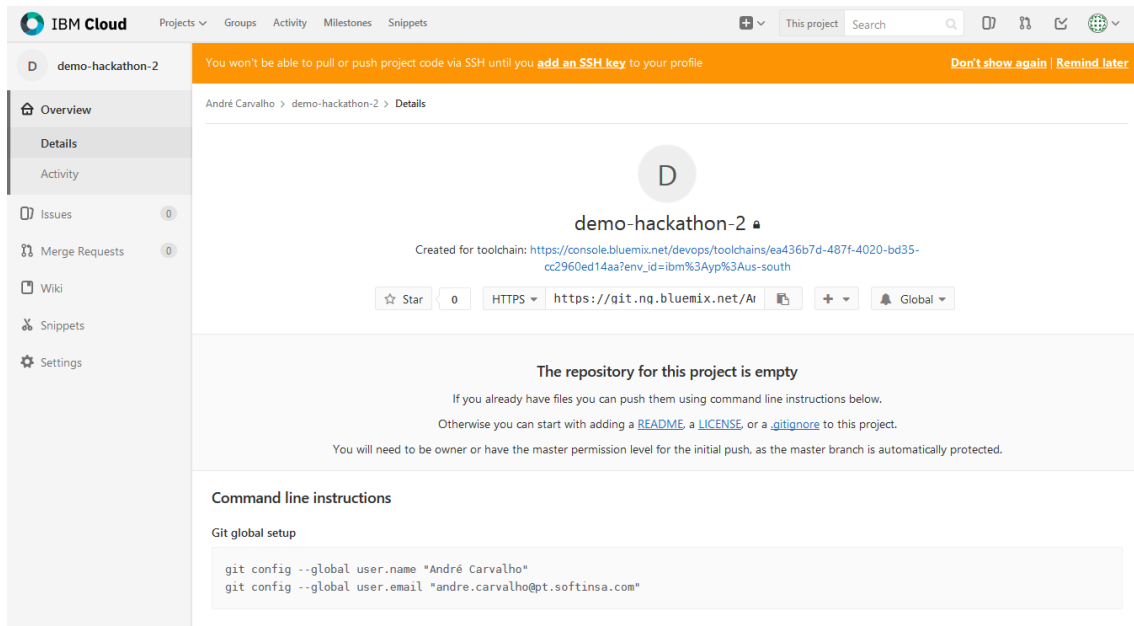 IBM Cloud Projects Groups Activity Milestones Snippets This project Search
D demo-hackathon-2
You won't be able to pull or push project code via SSH until you add an SSH key to your profile Don't show again | Remind later
Overview
Details
Activity
Issues 0
Merge Requests 0
Wiki
Snippets
Settings
André Carvalho > demo-hackathon-2 > Details
D
demo-hackathon-2
Created for toolchain: https://console.bluemix.net/devops/toolchains/ea436b7d-487f-4020-bd35-
cc2960ed14aa?env_id=ibm%3Ayp%3Aus-south
Star 0 HTTPS https://git.ng.bluemix.net/Ar + Global
The repository for this project is empty
If you already have files you can push them using command line instructions below.
Otherwise you can start with adding a README, a LICENSE, or a .gitignore to this project.
You will need to be owner or have the master permission level for the initial push, as the master branch is automatically protected.
Command line instructions
Git global setup
git config --global user.name "André Carvalho"
git config --global user.email "andre.carvalho@pt.softinsa.com"